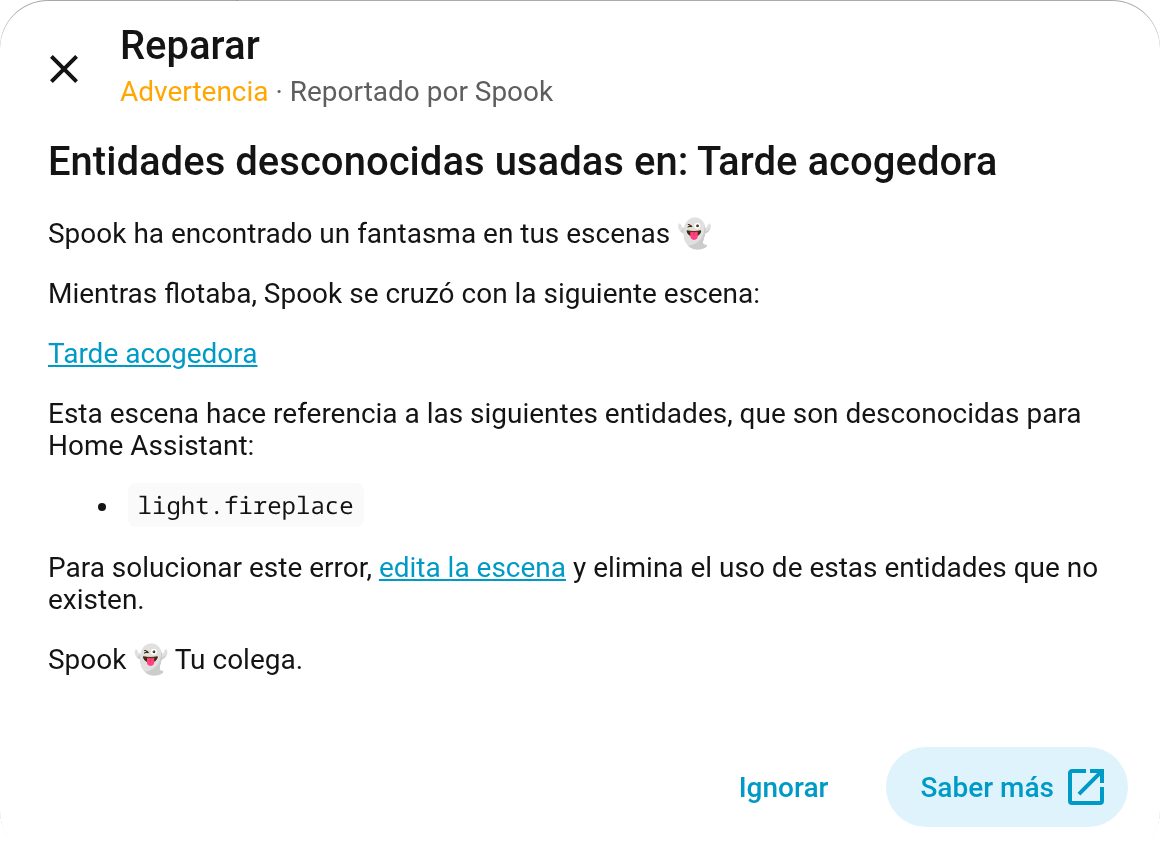 Reparar
Advertencia · Reportado por Spook
Entidades desconocidas usadas en: Tarde acogedora
Spook ha encontrado un fantasma en tus escenas 👻
Mientras flotaba, Spook se cruzó con la siguiente escena:
Tarde acogedora
Esta escena hace referencia a las siguientes entidades, que son desconocidas para
Home Assistant:
• light.fireplace
Para solucionar este error, edita la escena y elimina el uso de estas entidades que no
existen.
Spook 👻 Tu colega.
Ignorar
Saber más